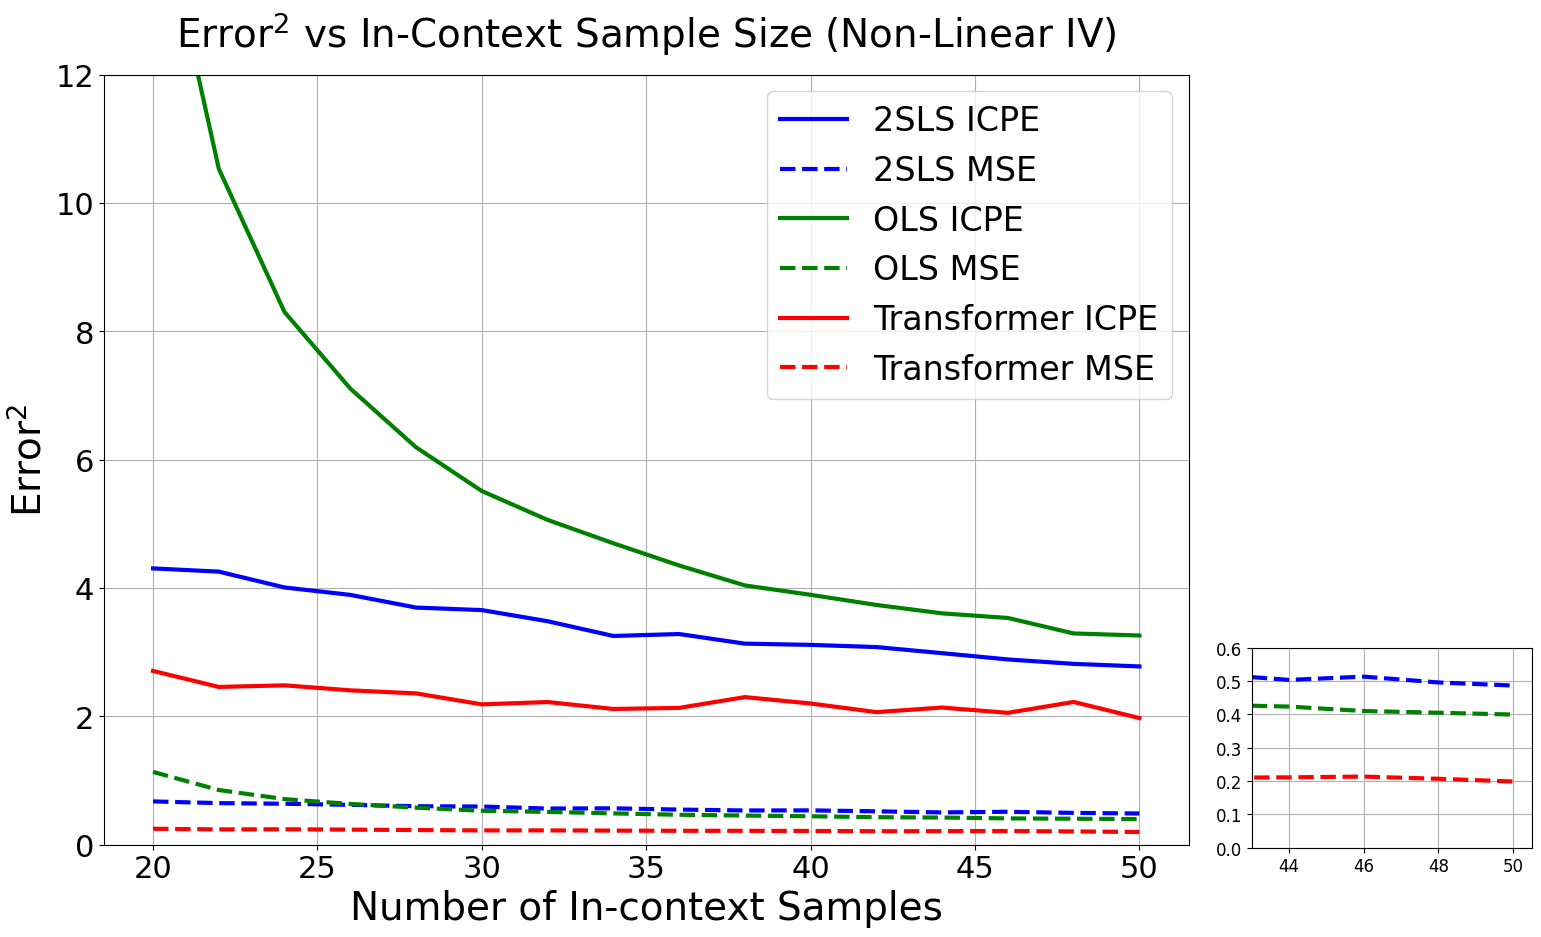 Error² vs In-Context Sample Size (Non-Linear IV)
12
10
8
6
4
2
0
Error²
2SLS ICPE
2SLS MSE
OLS ICPE
OLS MSE
Transformer ICPE
Transformer MSE
20 25 30 35 40 45 50
Number of In-context Samples
0.6
0.5
0.4
0.3
0.2
0.1
0.0
44 46 48 50